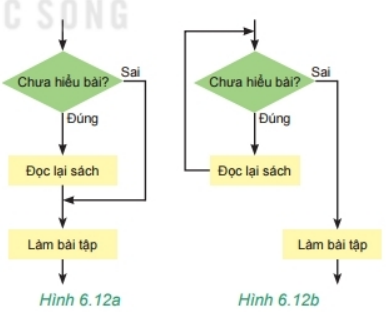 C SỐNG
Chưa hiểu bài?
Sai
Đúng
Đọc lại sách
Làm bài tập
Hình 6.12a
Chưa hiểu bài?
Sai
Đúng
Đọc lại sách
Làm bài tập
Hình 6.12b